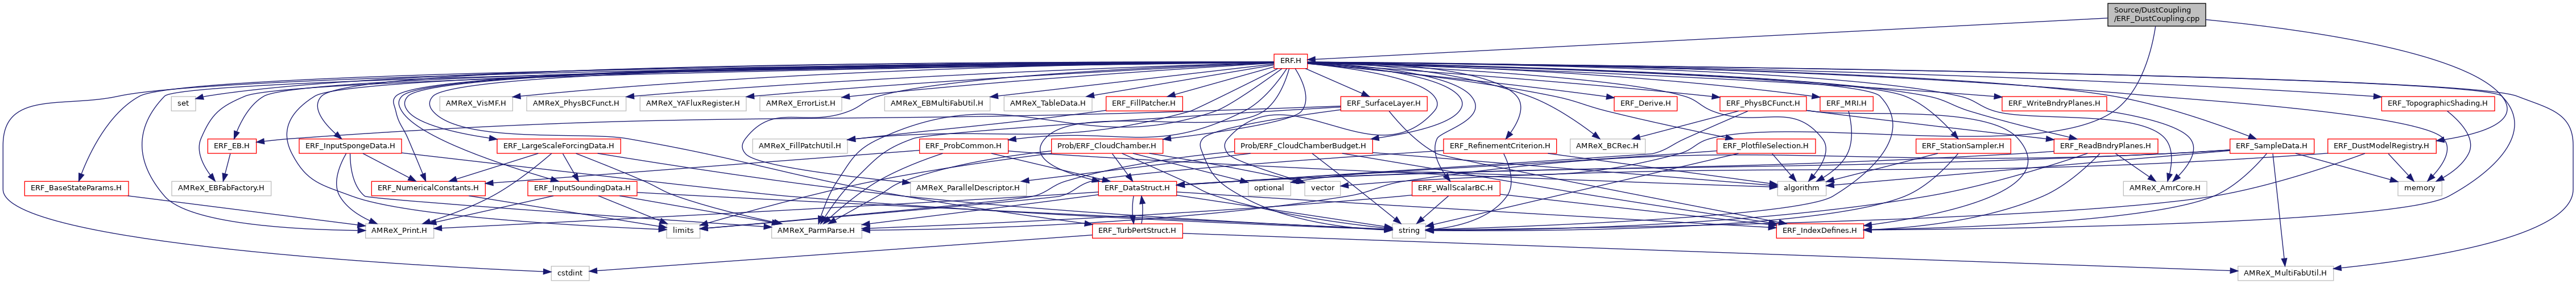 Source/DustCoupling
/ERF_DustCoupling.cpp
ERF.H
set
AMReX_VisMF.H
AMReX_PhysBCFunct.H
AMReX_YAFluxRegister.H
AMReX_ErrorList.H
AMReX_EBMultiFabUtil.H
AMReX_TableData.H
ERF_FillPatcher.H
ERF_SurfaceLayer.H
ERF_Derive.H
ERF_PhysBCFunct.H
ERF_MRI.H
ERF_WriteBndryPlanes.H
ERF_TopographicShading.H
ERF_EB.H
ERF_InputSpongeData.H
ERF_LargeScaleForcingData.H
AMReX_FillPatchUtil.H
ERF_ProbCommon.H
Prob/ERF_CloudChamber.H
Prob/ERF_CloudChamberBudget.H
ERF_RefinementCriterion.H
AMReX_BCRec.H
ERF_PlotfileSelection.H
ERF_StationSampler.H
ERF_ReadBndryPlanes.H
ERF_SampleData.H
ERF_DustModelRegistry.H
ERF_BaseStateParams.H
AMReX_EBFabFactory.H
ERF_NumericalConstants.H
ERF_InputSoundingData.H
AMReX_ParallelDescriptor.H
ERF_DataStruct.H
optional
vector
ERF_WallScalarBC.H
algorithm
AMReX_AmrCore.H
memory
AMReX_Print.H
limits
AMReX_ParmParse.H
ERF_TurbPertStruct.H
string
ERF_IndexDefines.H
cstdint
AMReX_MultiFabUtil.H